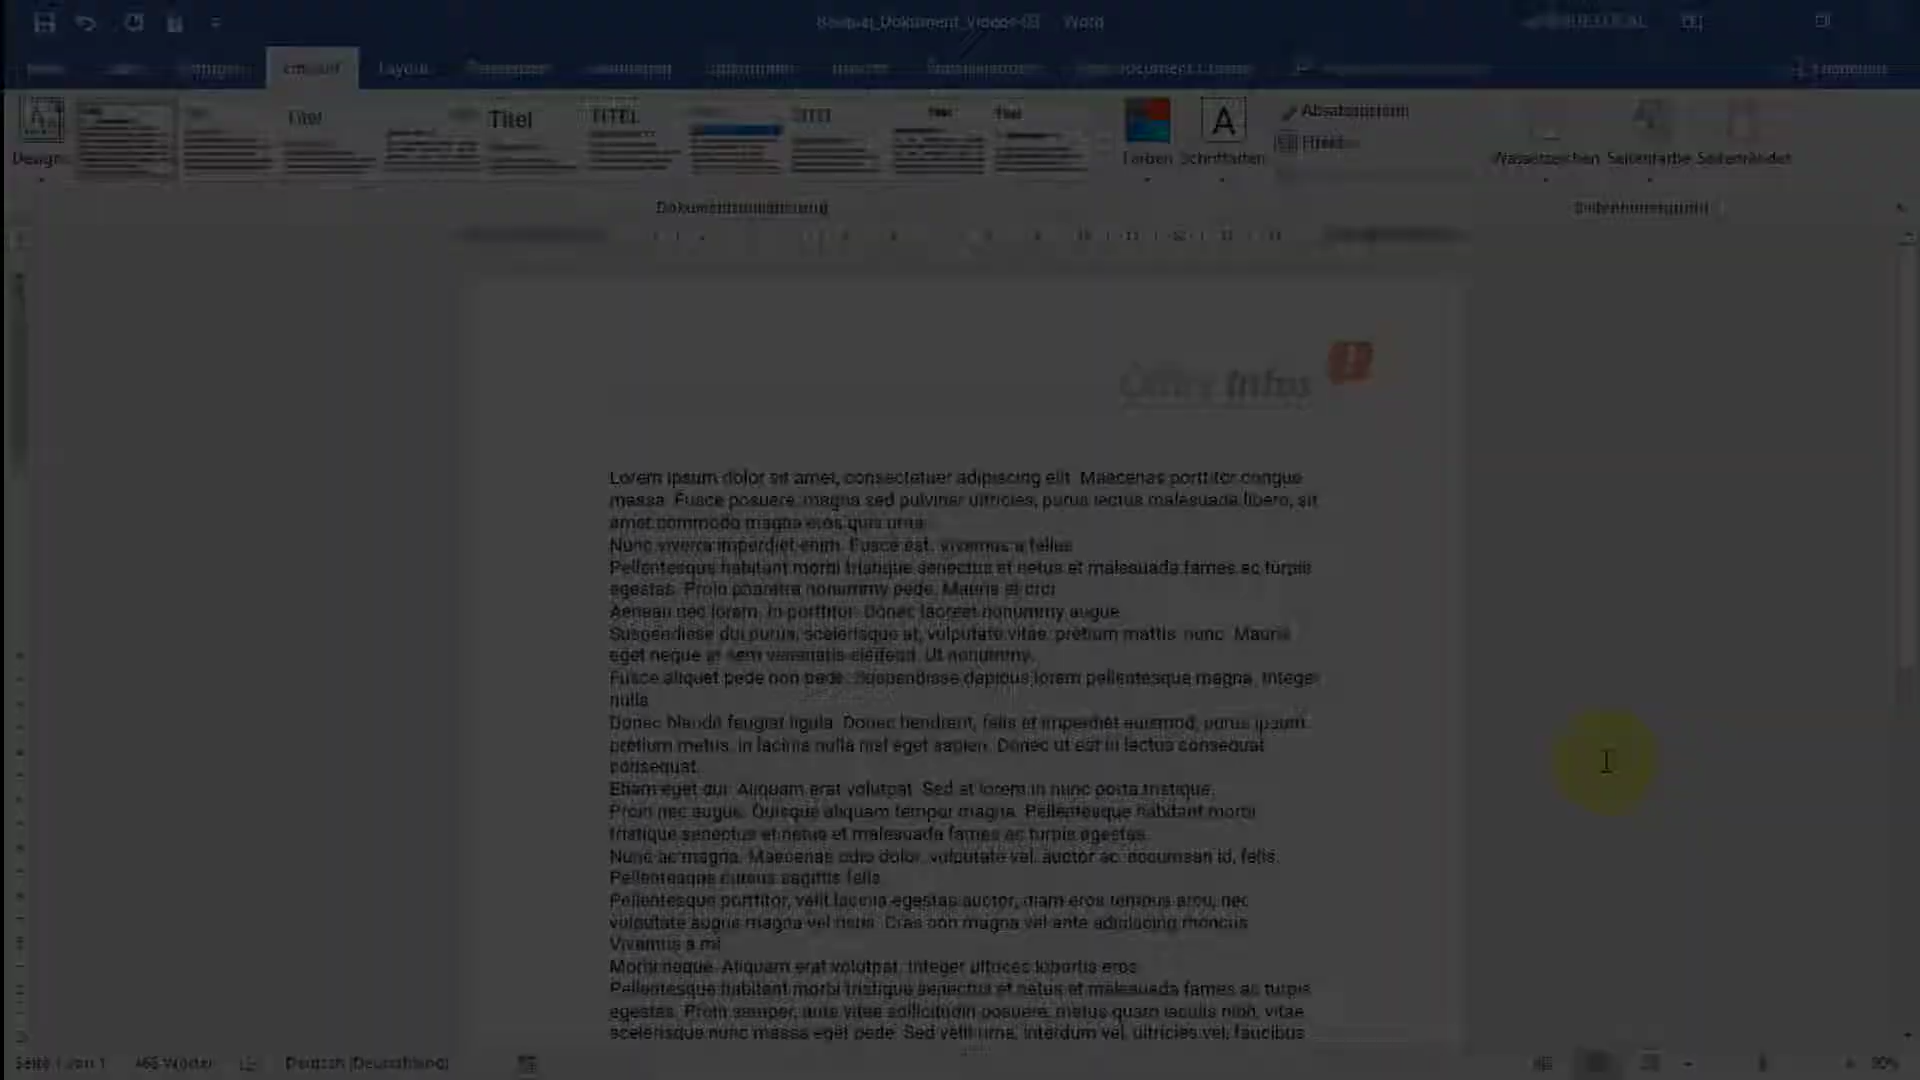 Word
Entwurf
Layout
Titel
Titel
TITEL
TITEL
Titel
Designs
Farben
Schriftarten
Absatzabstand
Effekte
Wasserzeichen Seitenfarbe Seitenränder
Dokumentformatierung
Seitenhintergrund
Office Infos
Lorem ipsum dolor sit amet, consectetuer adipiscing elit. Maecenas porttitor congue
massa. Fusce posuere, magna sed pulvinar ultricies, purus lectus malesuada libero, sit
amet commodo magna eros quis urna.
Nunc viverra imperdiet enim. Fusce est. Vivamus a tellus.
Pellentesque habitant morbi tristique senectus et netus et malesuada fames ac turpis
egestas. Proin pharetra nonummy pede. Mauris et orci.
Aenean nec lorem. In porttitor. Donec laoreet nonummy augue.
Suspendisse dui purus, scelerisque at, vulputate vitae, pretium mattis, nunc. Mauris
eget neque at sem venenatis eleifend. Ut nonummy.
Fusce aliquet pede non pede. Suspendisse dapibus lorem pellentesque magna. Integer
nulla.
Donec blandit feugiat ligula. Donec hendrerit, felis et imperdiet euismod, purus ipsum
pretium metus, in lacinia nulla nisl eget sapien. Donec ut est in lectus consequat
consequat.
Etiam eget dui. Aliquam erat volutpat. Sed at lorem in nunc porta tristique.
Proin nec augue. Quisque aliquam tempor magna. Pellentesque habitant morbi
tristique senectus et netus et malesuada fames ac turpis egestas.
Nunc ac magna. Maecenas odio dolor, vulputate vel, auctor ac, accumsan id, felis.
Pellentesque cursus sagittis felis.
Pellentesque porttitor, velit lacinia egestas auctor, diam eros tempus arcu, nec
vulputate augue magna vel risus. Cras non magna vel ante adipiscing rhoncus.
Vivamus a mi.
Morbi neque. Aliquam erat volutpat. Integer ultrices lobortis eros.
Pellentesque habitant morbi tristique senectus et netus et malesuada fames ac turpis
egestas. Proin semper, ante vitae sollicitudin posuere, metus quam iaculis nibh, vitae
scelerisque nunc massa eget pede. Sed velit urna, interdum vel, ultricies vel, faucibus
Seite 1 von 1
Wörter
Deutsch (Deutschland)
90%